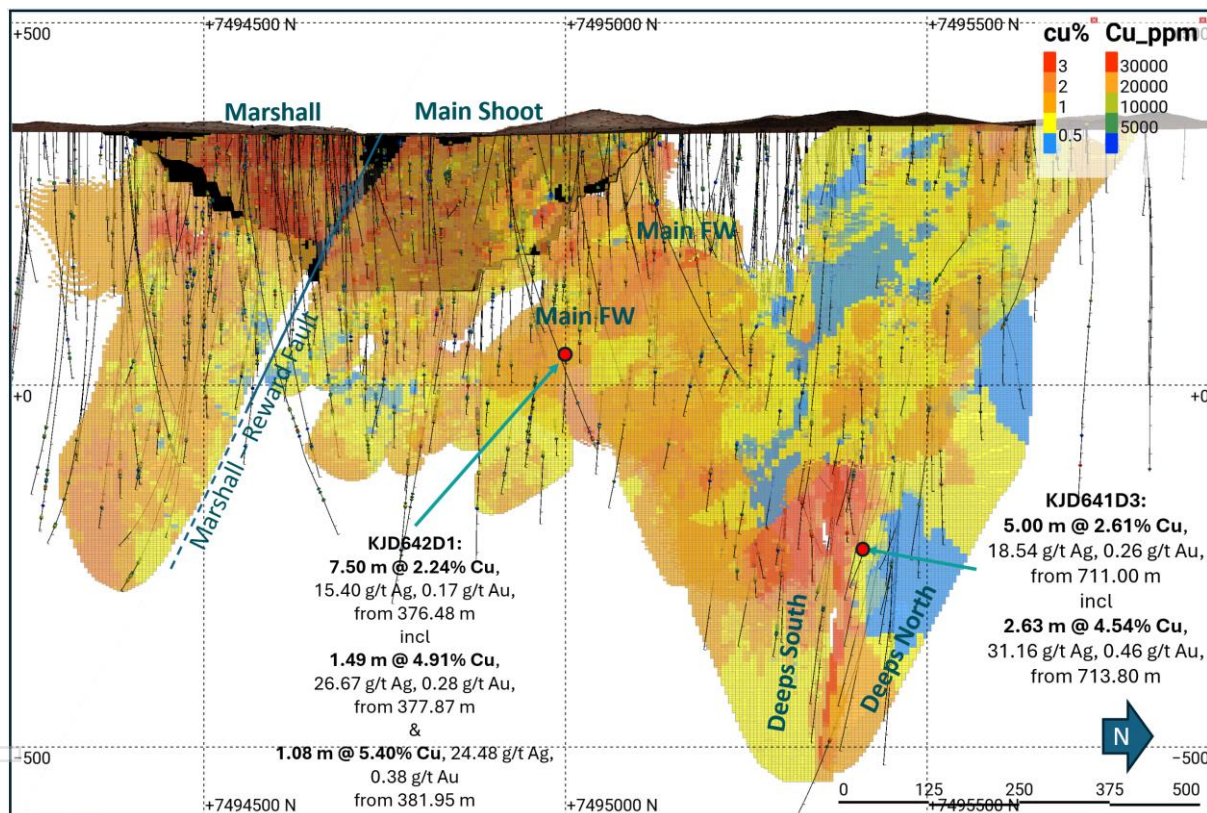 +500
+7494500 N
+7495000 N
+7495500 N
cu%
Cu_ppm
3
2
1
0.5
30000
20000
10000
5000
Marshall
Main Shoot
Main FW
Main FW
Marshall – Reward Fault
+0
+0
KJD642D1:
7.50 m @ 2.24% Cu,
15.40 g/t Ag, 0.17 g/t Au,
from 376.48 m
incl
1.49 m @ 4.91% Cu,
26.67 g/t Ag, 0.28 g/t Au,
from 377.87 m
&
1.08 m @ 5.40% Cu, 24.48 g/t Ag,
0.38 g/t Au
from 381.95 m
KJD641D3:
5.00 m @ 2.61% Cu,
18.54 g/t Ag, 0.26 g/t Au,
from 711.00 m
incl
2.63 m @ 4.54% Cu,
31.16 g/t Ag, 0.46 g/t Au,
from 713.80 m
Deeps South
Deeps North
N
-500
-500
0 125 250 375 500
+7494500 N
+7495000 N
+7495500 N